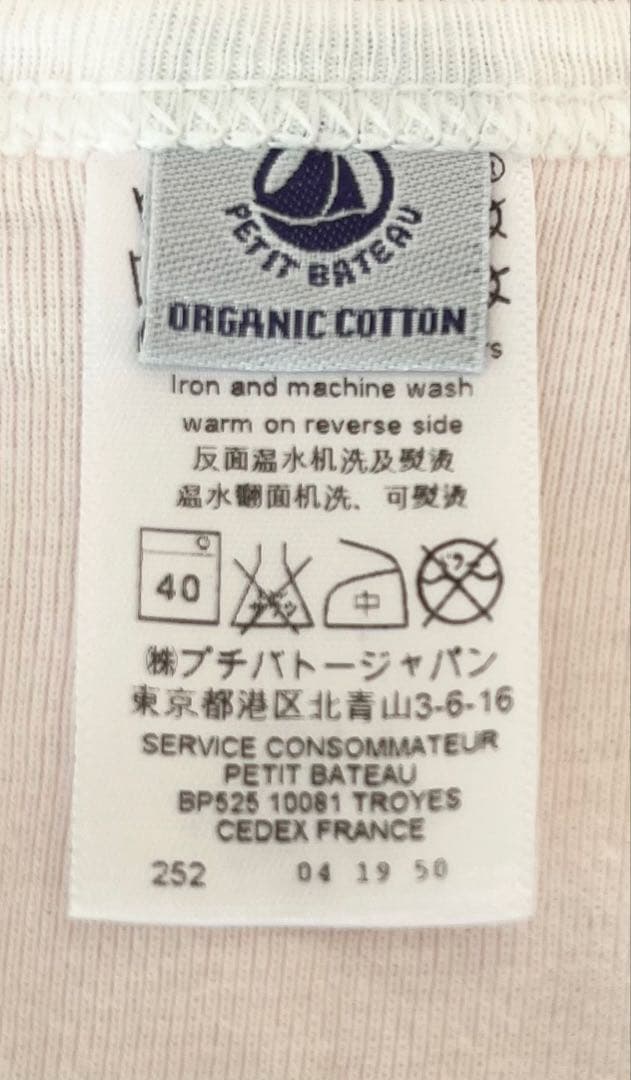 PETIT BATEAU
ORGANIC COTTON
Iron and machine wash
warm on reverse side
反面温水机洗及熨烫
温水翻面机洗、可熨烫
40 中
㈱プチバトージャパン
東京都港区北青山3-6-16
SERVICE CONSOMMATEUR
PETIT BATEAU
BP525 10081 TROYES
CEDEX FRANCE
252 04 19 50